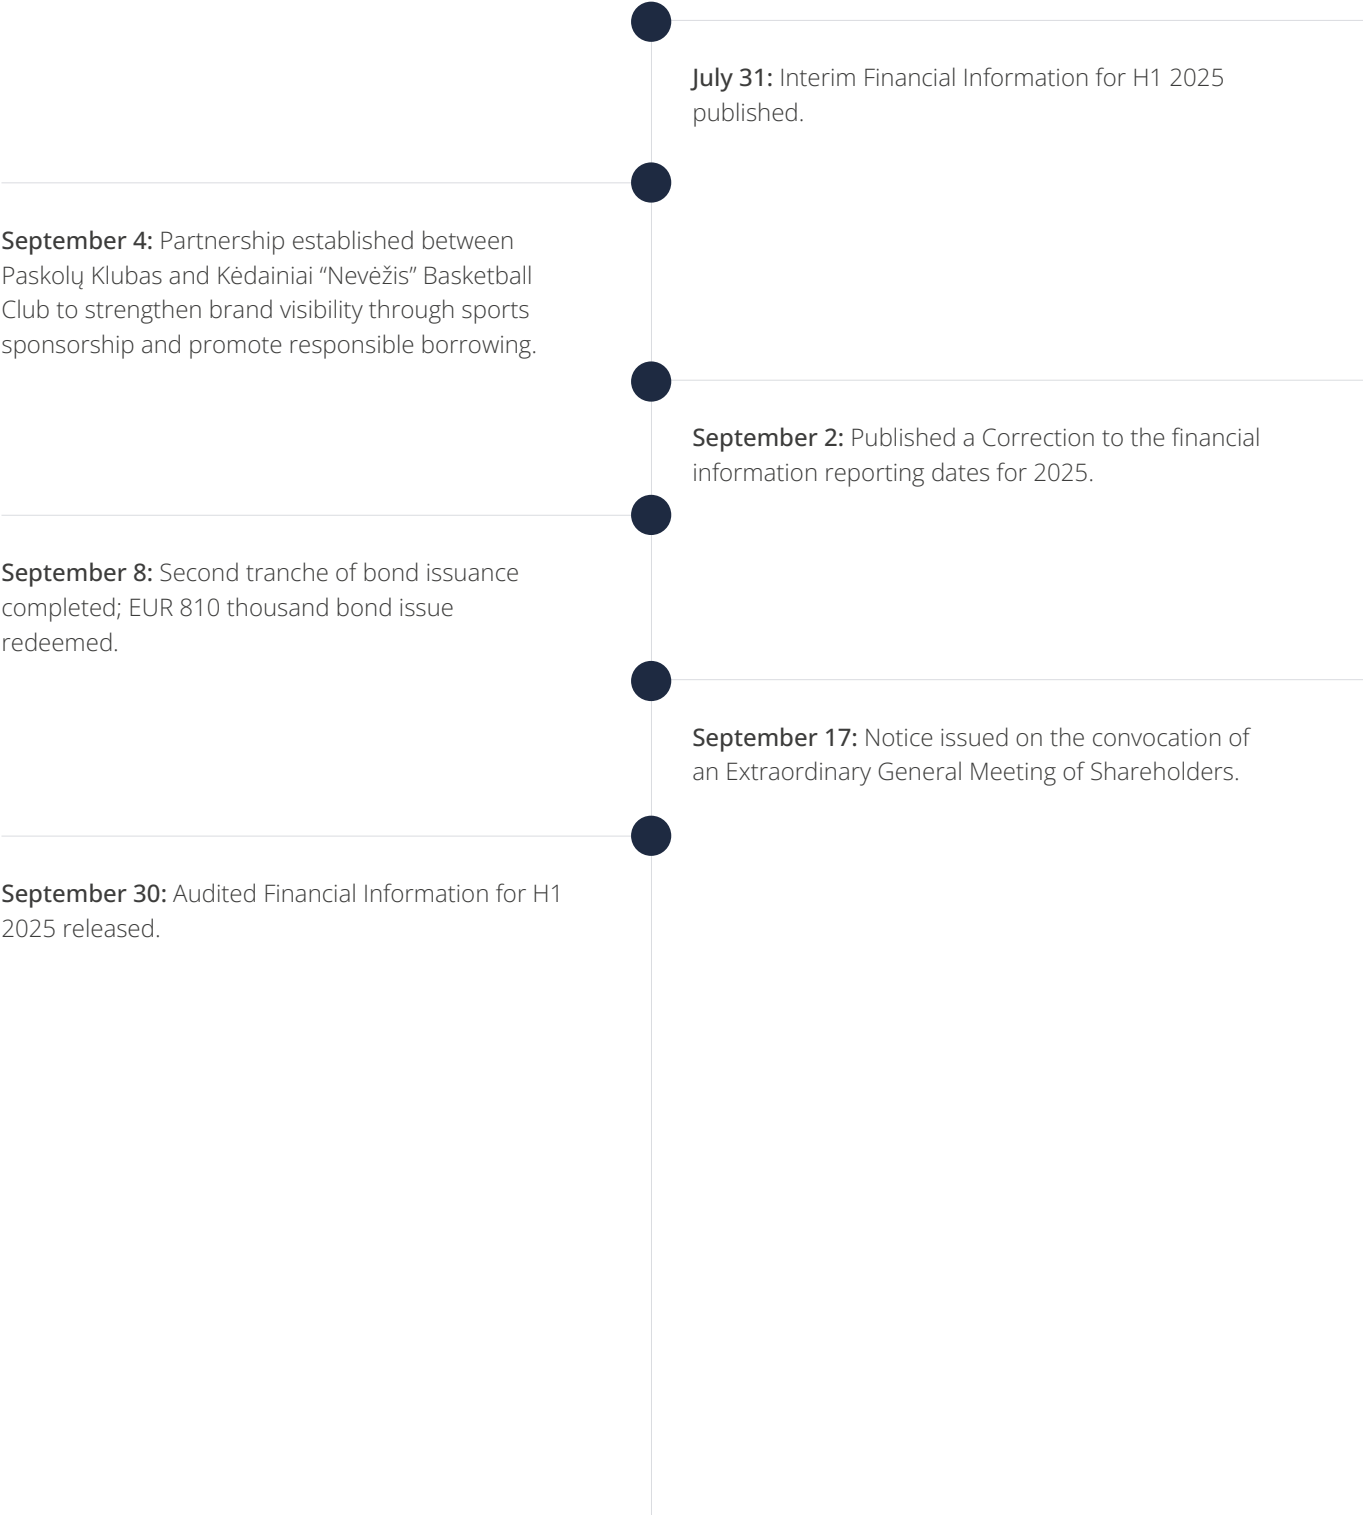 July 31: Interim Financial Information for H1 2025
published.
September 4: Partnership established between
Paskolų Klubas and Kėdainiai “Nevėžis” Basketball
Club to strengthen brand visibility through sports
sponsorship and promote responsible borrowing.
September 2: Published a Correction to the financial
information reporting dates for 2025.
September 8: Second tranche of bond issuance
completed; EUR 810 thousand bond issue
redeemed.
September 17: Notice issued on the convocation of
an Extraordinary General Meeting of Shareholders.
September 30: Audited Financial Information for H1
2025 released.